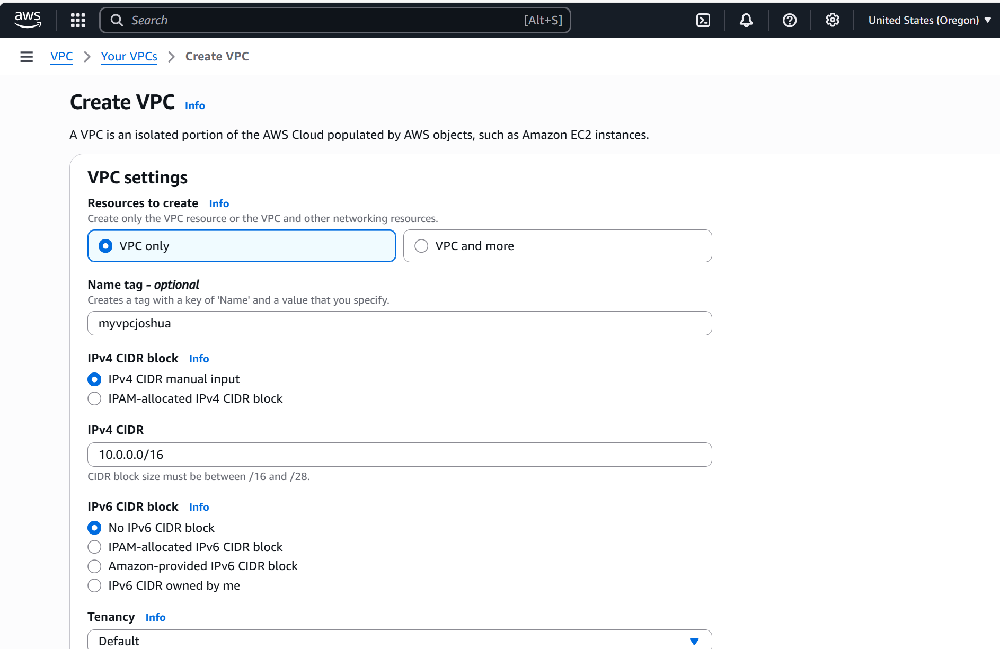 aws
Search [Alt+S]
United States (Oregon)
VPC Your VPCs Create VPC
Create VPC Info
A VPC is an isolated portion of the AWS Cloud populated by AWS objects, such as Amazon EC2 instances.
VPC settings
Resources to create Info
Create only the VPC resource or the VPC and other networking resources.
VPC only VPC and more
Name tag - optional
Creates a tag with a key of 'Name' and a value that you specify.
myvpcjoshua
IPv4 CIDR block Info
IPv4 CIDR manual input
IPAM-allocated IPv4 CIDR block
IPv4 CIDR
10.0.0.0/16
CIDR block size must be between /16 and /28.
IPv6 CIDR block Info
No IPv6 CIDR block
IPAM-allocated IPv6 CIDR block
Amazon-provided IPv6 CIDR block
IPv6 CIDR owned by me
Tenancy Info
Default